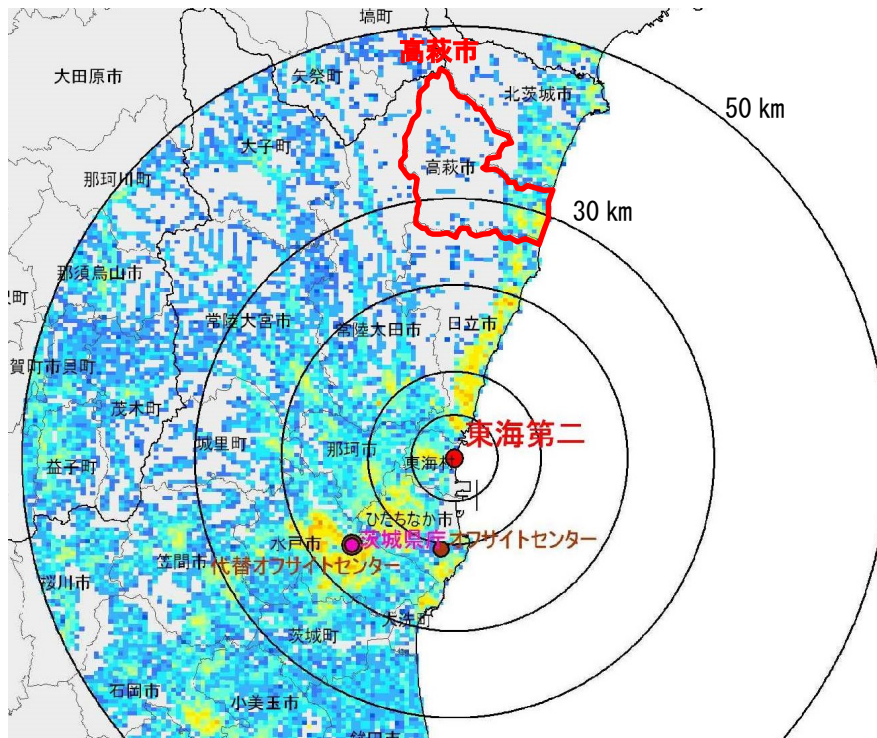 塙町
高萩市
大田原市
矢祭町
北茨城市
50 km
大子町
那珂川町
高萩市
30 km
那須烏山市
常陸大宮市
常陸太田市
日立市
賀町市貝町
茂木町
東海第二
城里町
那珂市
益子町
東海村
ひたちなか市
水戸市
茨城県庁
オフサイトセンター
笠間市
代替オフサイトセンター
桜川市
大洗町
茨城町
石岡市
小美玉市
鉾田市